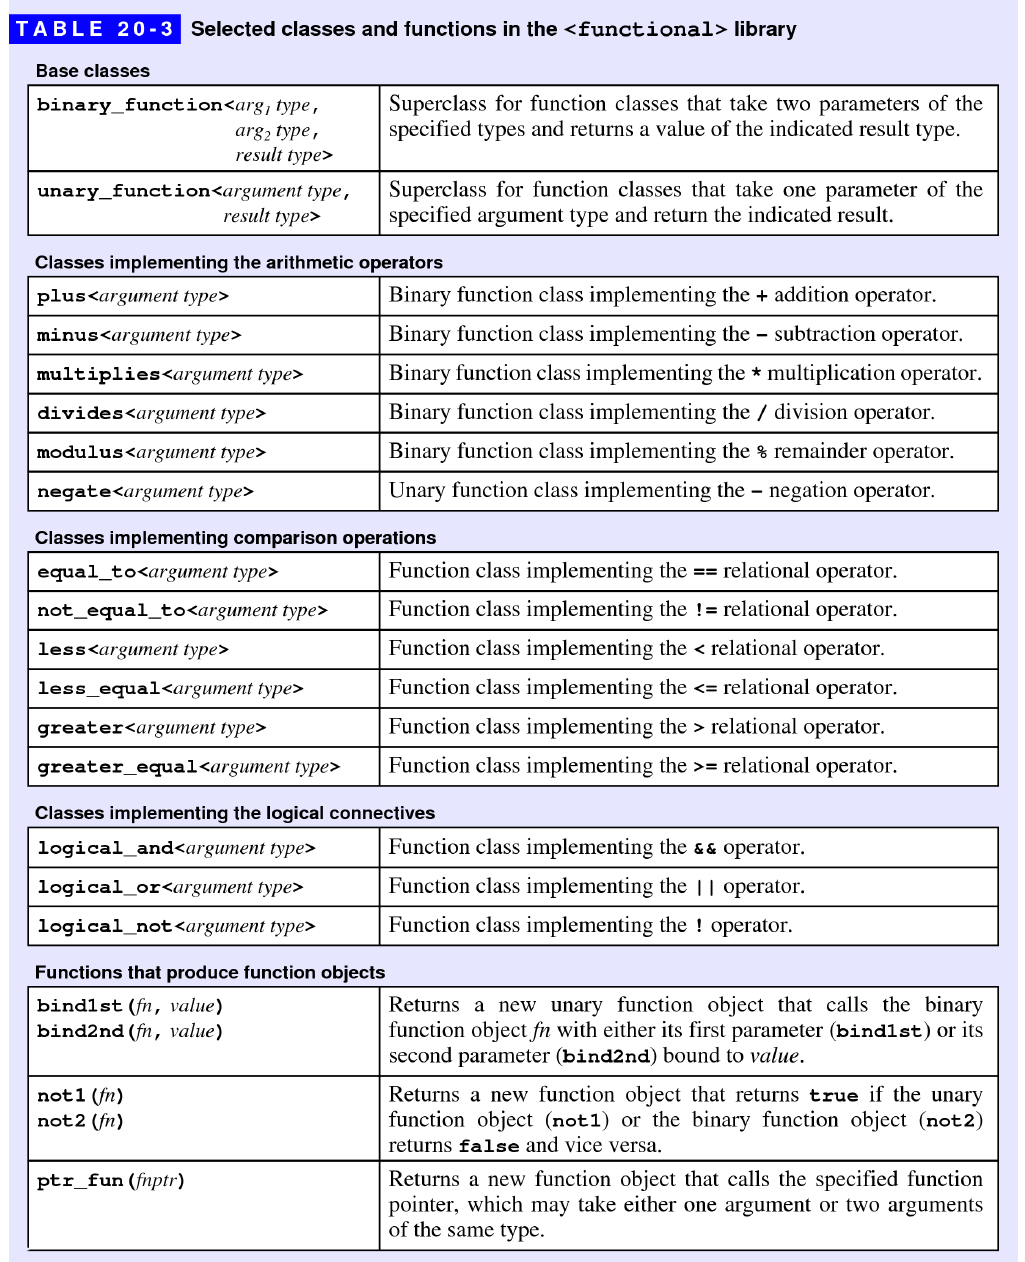 TABLE 20-3 Selected classes and functions in the <functional> library
Base classes
binary_function<arg1 type,
arg2 type,
result type>
Superclass for function classes that take two parameters of the
specified types and returns a value of the indicated result type.
unary_function<argument type,
result type>
Superclass for function classes that take one parameter of the
specified argument type and return the indicated result.
Classes implementing the arithmetic operators
plus<argument type> Binary function class implementing the + addition operator.
minus<argument type> Binary function class implementing the – subtraction operator.
multiplies<argument type> Binary function class implementing the * multiplication operator.
divides<argument type> Binary function class implementing the / division operator.
modulus<argument type> Binary function class implementing the % remainder operator.
negate<argument type> Unary function class implementing the – negation operator.
Classes implementing comparison operations
equal_to<argument type> Function class implementing the == relational operator.
not_equal_to<argument type> Function class implementing the != relational operator.
less<argument type> Function class implementing the < relational operator.
less_equal<argument type> Function class implementing the <= relational operator.
greater<argument type> Function class implementing the > relational operator.
greater_equal<argument type> Function class implementing the >= relational operator.
Classes implementing the logical connectives
logical_and<argument type> Function class implementing the && operator.
logical_or<argument type> Function class implementing the || operator.
logical_not<argument type> Function class implementing the ! operator.
Functions that produce function objects
bind1st(fn, value)
bind2nd(fn, value)
Returns a new unary function object that calls the binary
function object fn with either its first parameter (bind1st) or its
second parameter (bind2nd) bound to value.
not1(fn)
not2(fn)
Returns a new function object that returns true if the unary
function object (not1) or the binary function object (not2)
returns false and vice versa.
ptr_fun(fnptr)
Returns a new function object that calls the specified function
pointer, which may take either one argument or two arguments
of the same type.